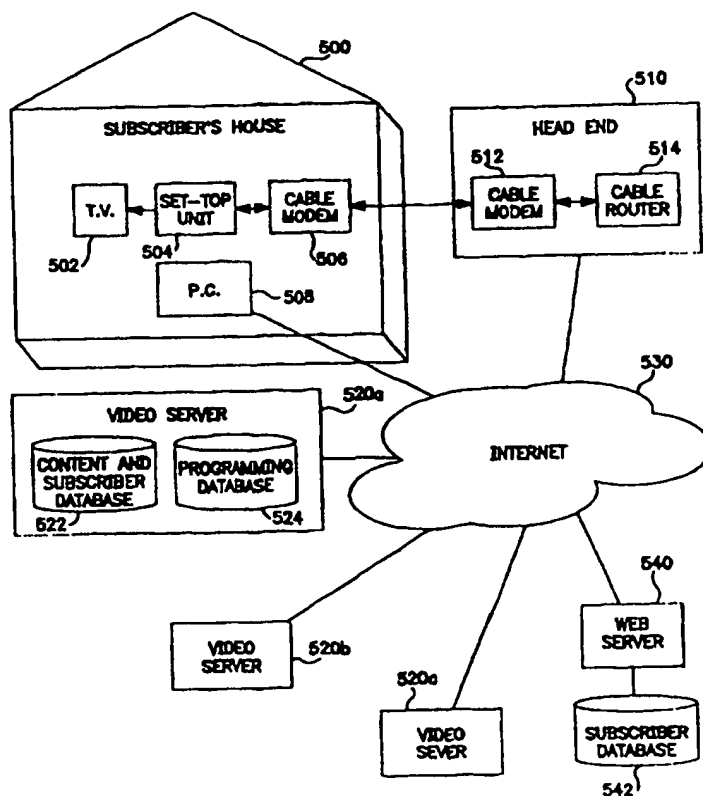 500
SUBSCRIBER'S HOUSE
T.V.
502
SET-TOP
UNIT
504
CABLE
MODEM
506
P.C.
508
510
HEAD END
512
CABLE
MODEM
514
CABLE
ROUTER
520a
VIDEO SERVER
CONTENT AND
SUBSCRIBER
DATABASE
522
PROGRAMMING
DATABASE
524
530
INTERNET
VIDEO
SERVER
520b
520a
VIDEO
SEVER
540
WEB
SERVER
SUBSCRIBER
DATABASE
542